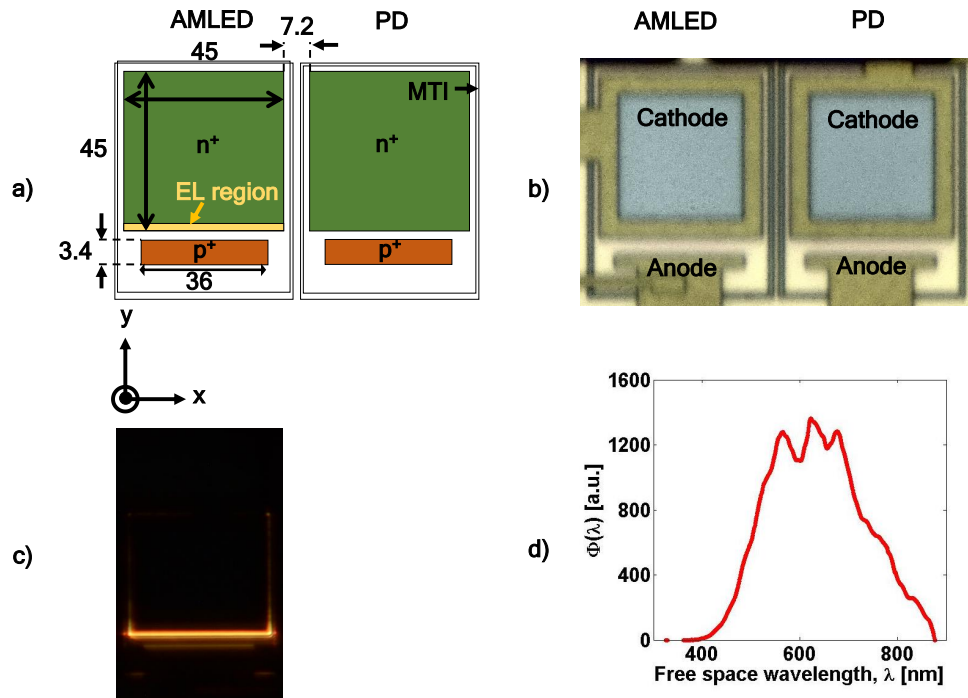 a)
AMLED
PD
7.2
45
MTI
n+
n+
45
EL region
3.4
p+
p+
36
y
x
b)
AMLED
PD
Cathode
Cathode
Anode
Anode
c)
d)
1600
1200
800
400
0
Φ(λ) [a.u.]
400
600
800
Free space wavelength, λ [nm]